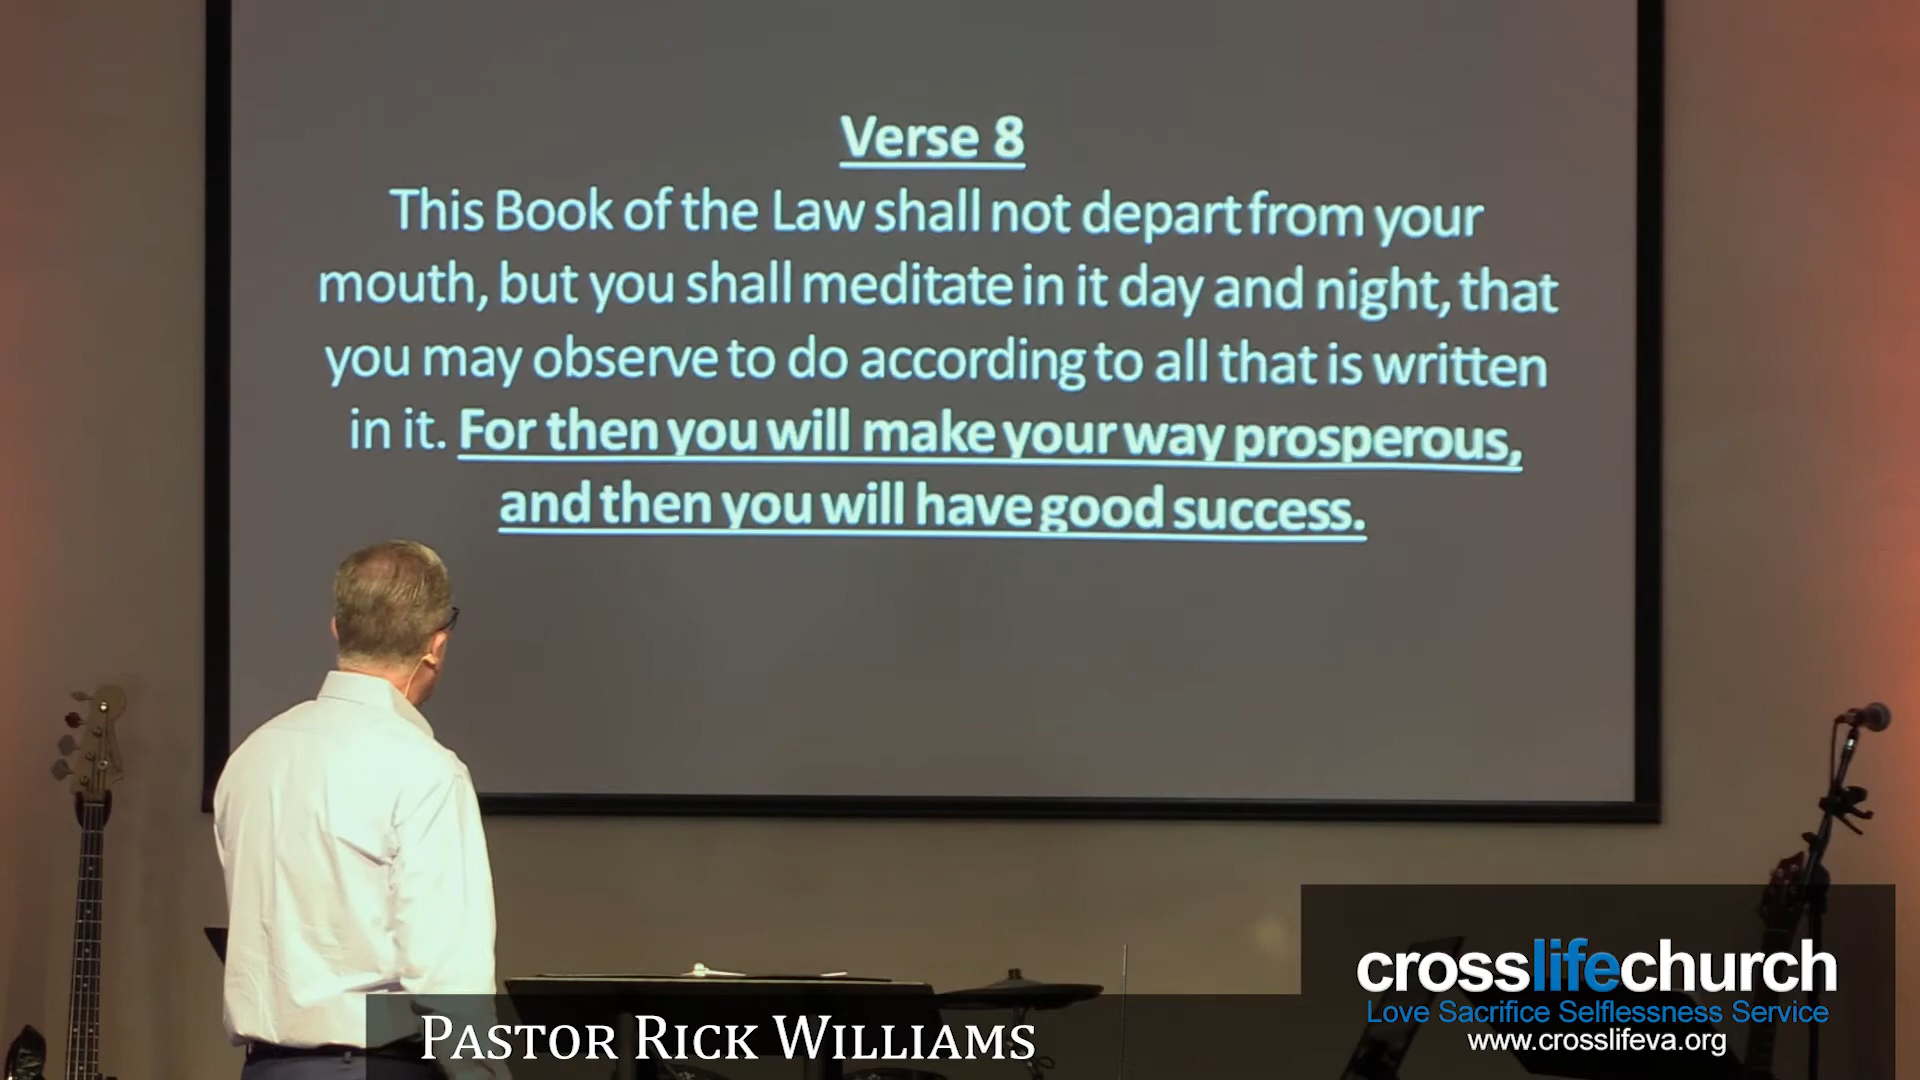 Verse 8
This Book of the Law shall not depart from your
mouth, but you shall meditate in it day and night, that
you may observe to do according to all that is written
in it. For then you will make your way prosperous,
and then you will have good success.
crosslifechurch
Love Sacrifice Selflessness Service
www.crosslifeva.org
PASTOR RICK WILLIAMS